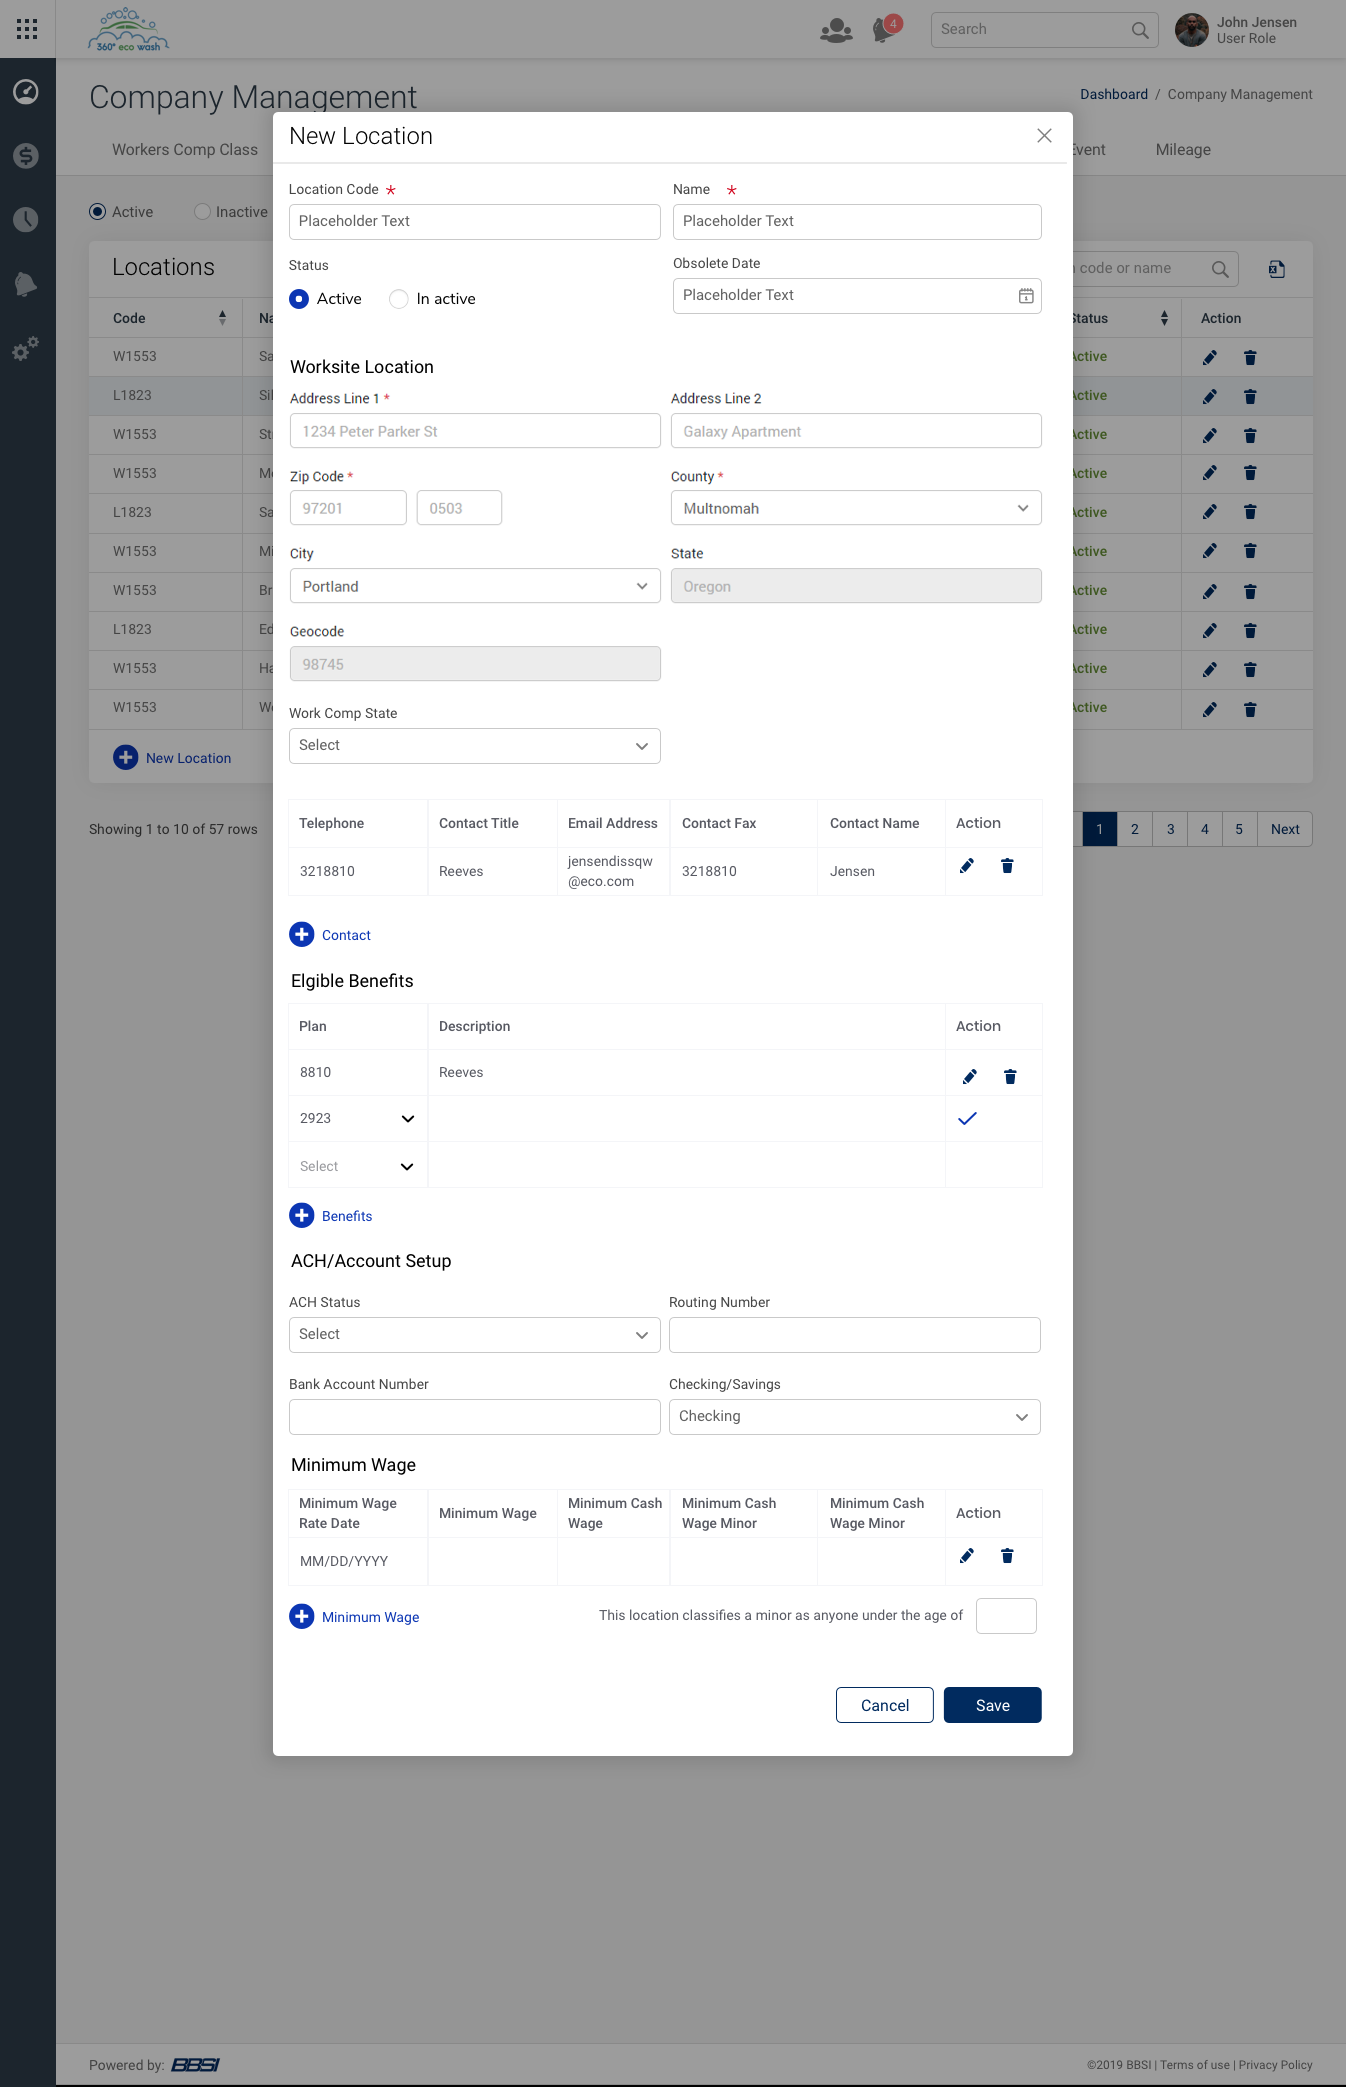 360° eco wash
4
Search
John Jensen
User Role
Company Management
Dashboard / Company Management
Workers Comp Class
Event
Mileage
Active
Inactive
Locations
code or name
Code
Na
Status
Action
W1553
Sa
Active
L1823
Sil
Active
W1553
St
Active
W1553
Me
Active
L1823
Sa
Active
W1553
Mi
Active
W1553
Br
Active
L1823
Ed
Active
W1553
Ha
Active
W1553
We
Active
New Location
Showing 1 to 10 of 57 rows
1
2
3
4
5
Next
New Location
Location Code *
Name *
Placeholder Text
Placeholder Text
Status
Obsolete Date
Active
In active
Placeholder Text
Worksite Location
Address Line 1 *
Address Line 2
1234 Peter Parker St
Galaxy Apartment
Zip Code *
County *
97201
0503
Multnomah
City
State
Portland
Oregon
Geocode
98745
Work Comp State
Select
Telephone
Contact Title
Email Address
Contact Fax
Contact Name
Action
3218810
Reeves
jensendissqw
@eco.com
3218810
Jensen
Contact
Elgible Benefits
Plan
Description
Action
8810
Reeves
2923
Select
Benefits
ACH/Account Setup
ACH Status
Routing Number
Select
Bank Account Number
Checking/Savings
Checking
Minimum Wage
Minimum Wage
Rate Date
Minimum Wage
Minimum Cash
Wage
Minimum Cash
Wage Minor
Minimum Cash
Wage Minor
Action
MM/DD/YYYY
Minimum Wage
This location classifies a minor as anyone under the age of
Cancel
Save
Powered by: BBSI
©2019 BBSI | Terms of use | Privacy Policy